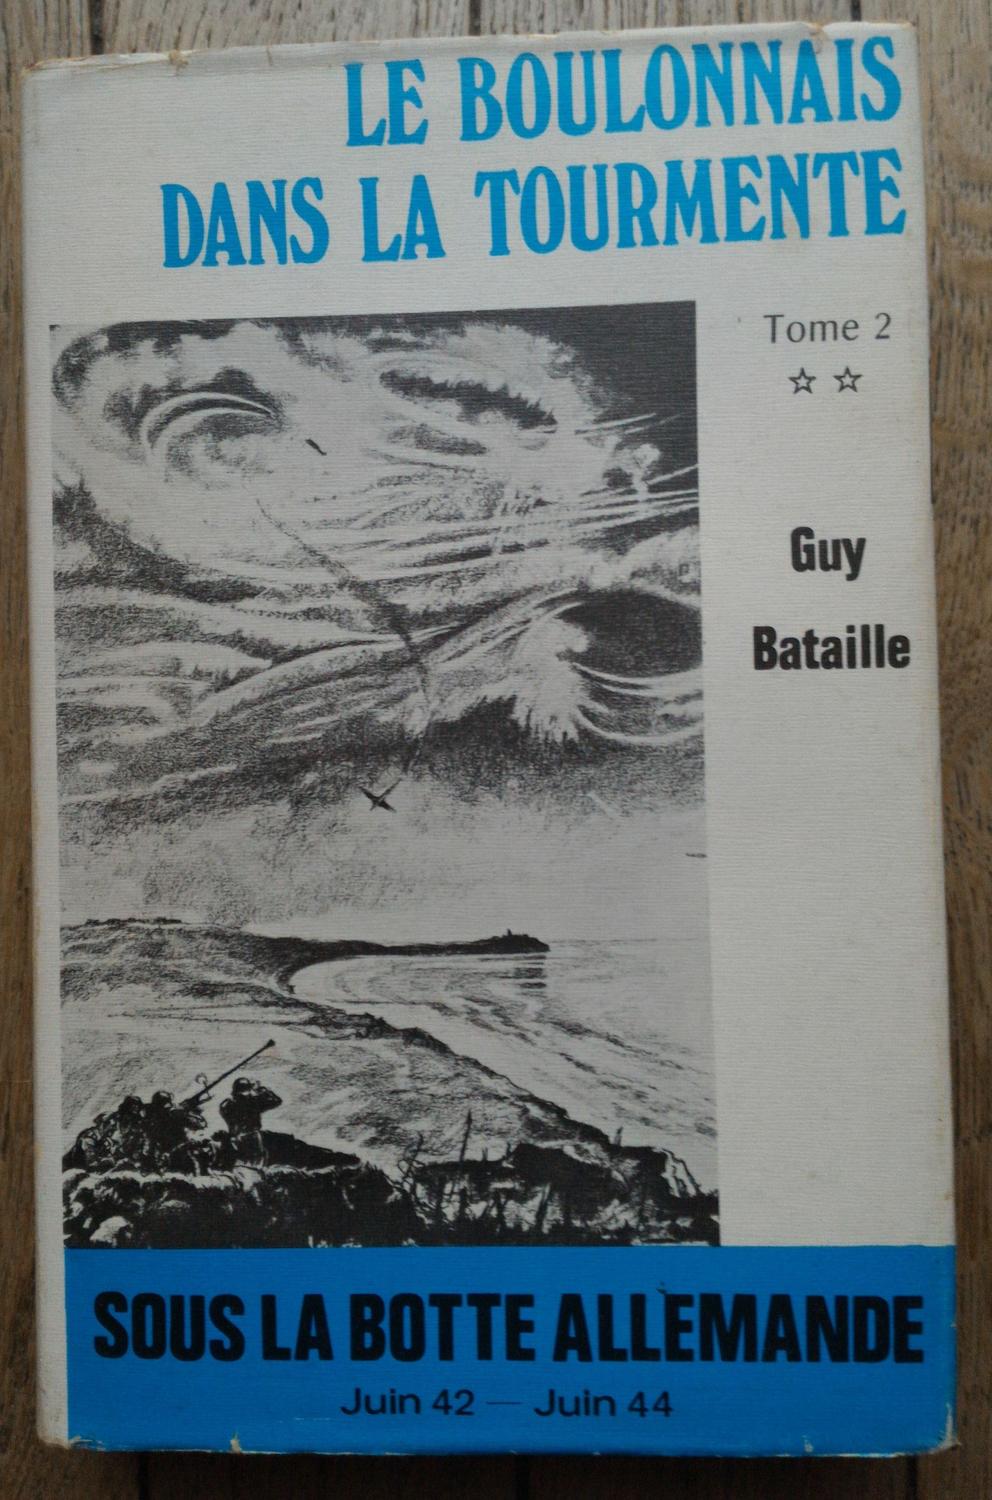 LE BOULONNAIS
DANS LA TOURMENTE
Tome 2
☆ ☆
Guy
Bataille
SOUS LA BOTTE ALLEMANDE
Juin 42 — Juin 44